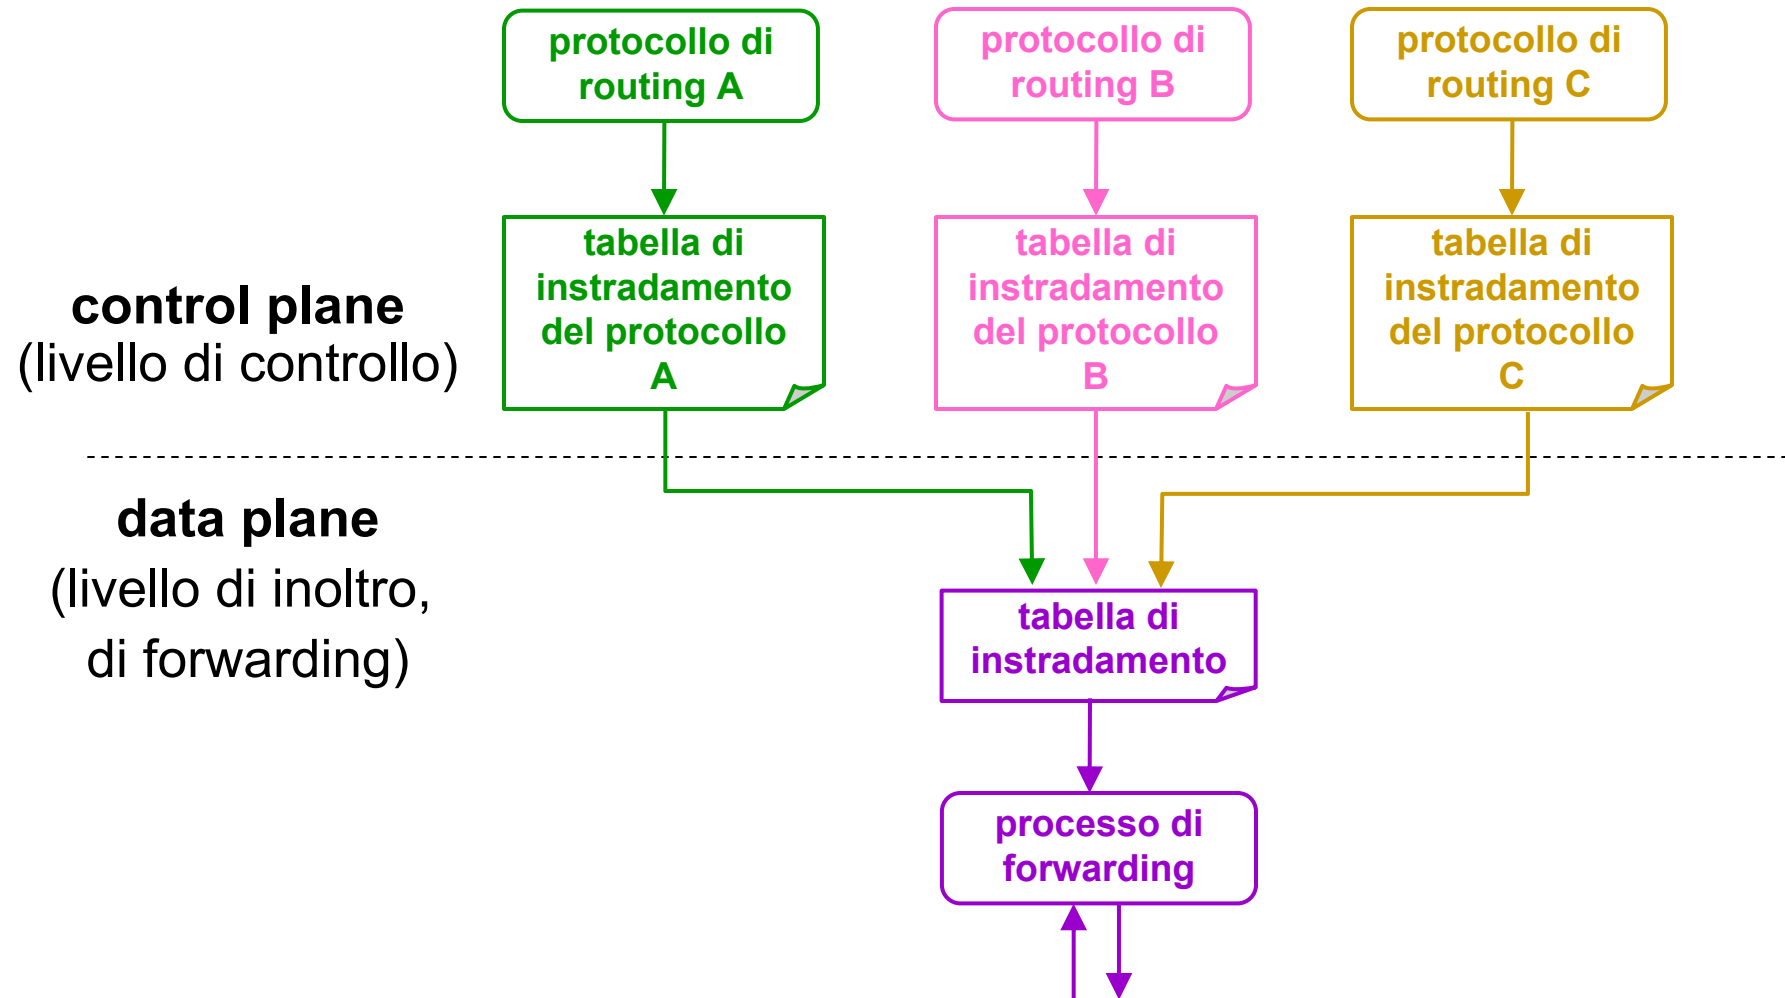 protocollo di
routing A
protocollo di
routing B
protocollo di
routing C
control plane
(livello di controllo)
tabella di
instradamento
del protocollo
A
tabella di
instradamento
del protocollo
B
tabella di
instradamento
del protocollo
C
data plane
(livello di inoltro,
di forwarding)
tabella di
instradamento
processo di
forwarding